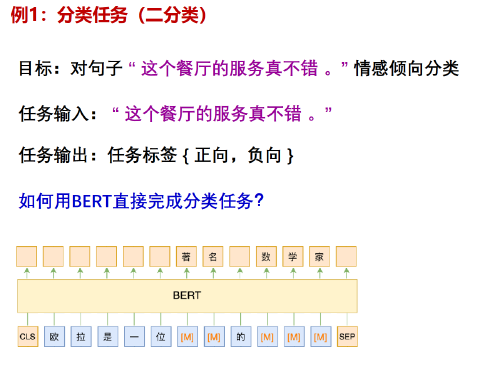 例1：分类任务（二分类）
目标：对句子 “ 这个餐厅的服务真不错 。” 情感倾向分类
任务输入： “ 这个餐厅的服务真不错 。”
任务输出：任务标签 { 正向，负向 }
如何用BERT直接完成分类任务?
著 名 数 学 家
BERT
CLS 欧 拉 是 一 位 [M] [M] 的 [M] [M] [M] SEP